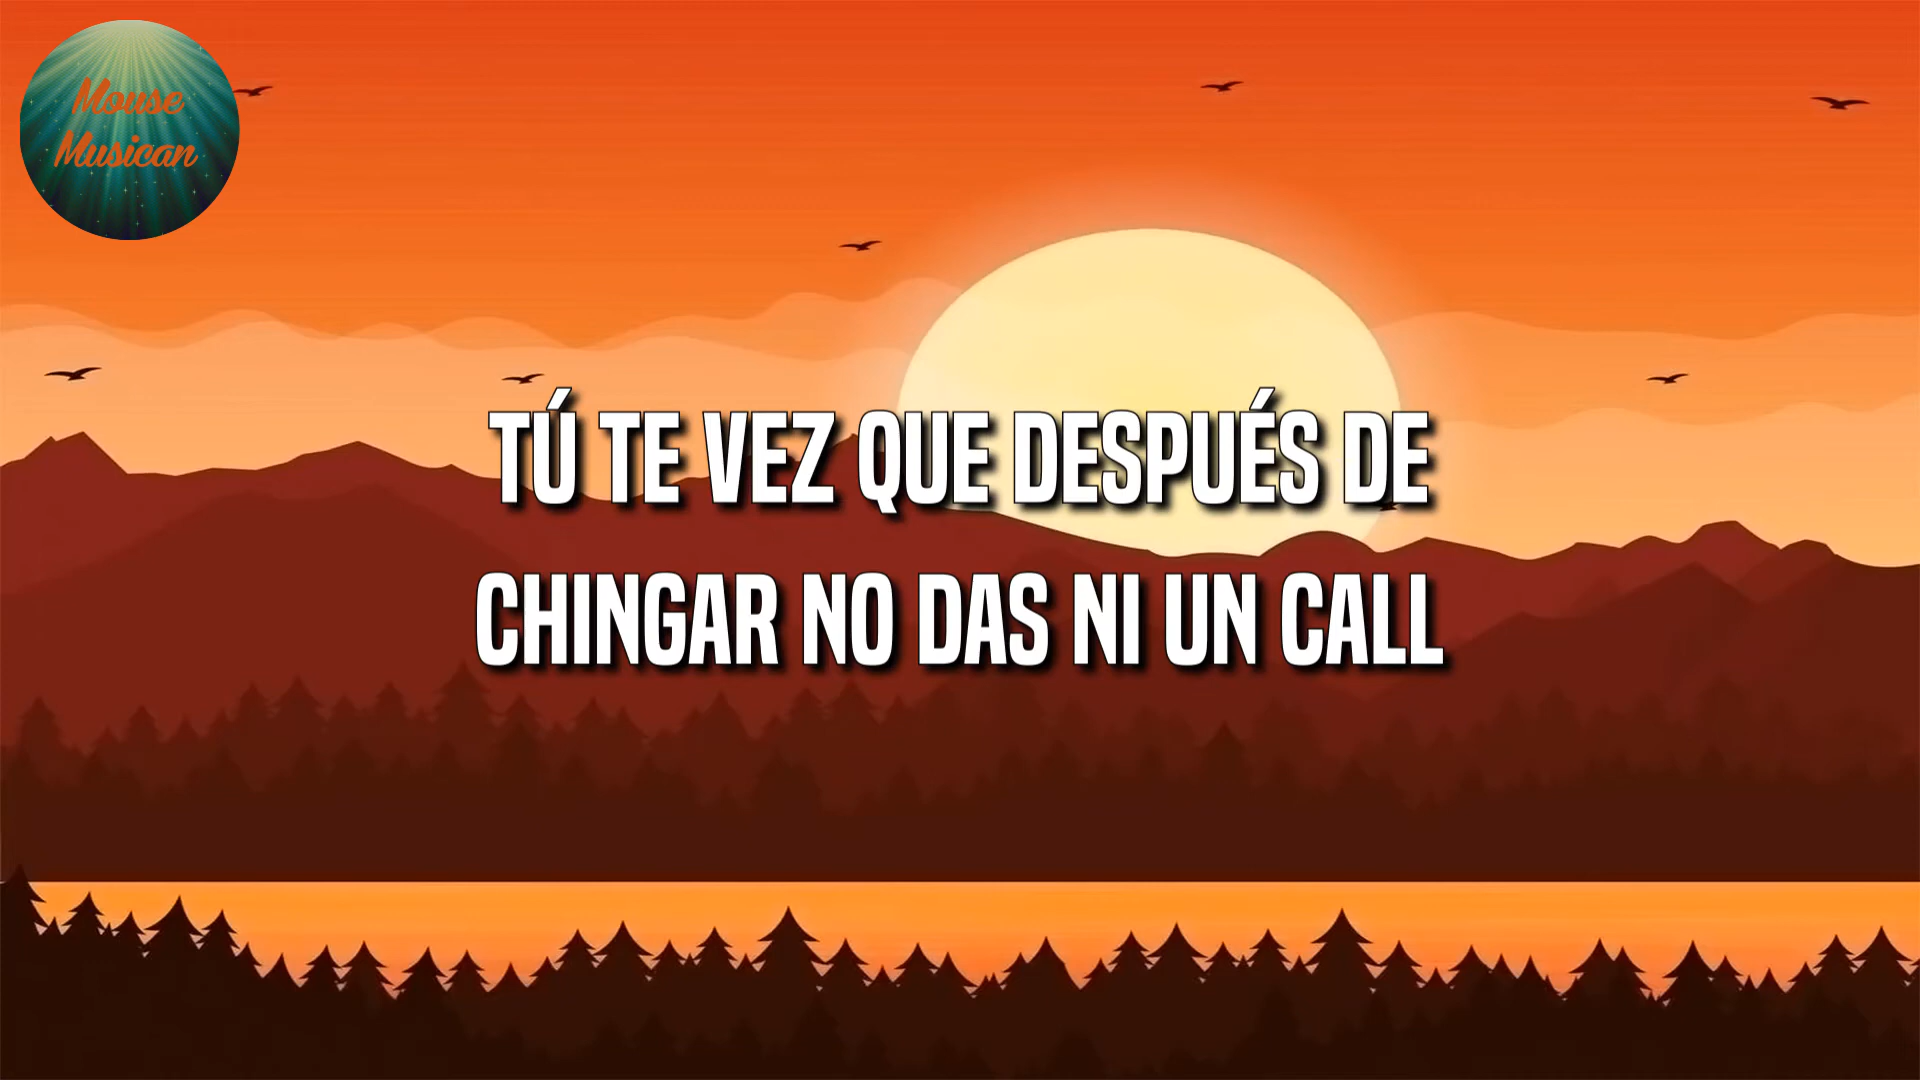 Mouse
Musican
TÚ TE VEZ QUE DESPUÉS DE
CHINGAR NO DAS NI UN CALL